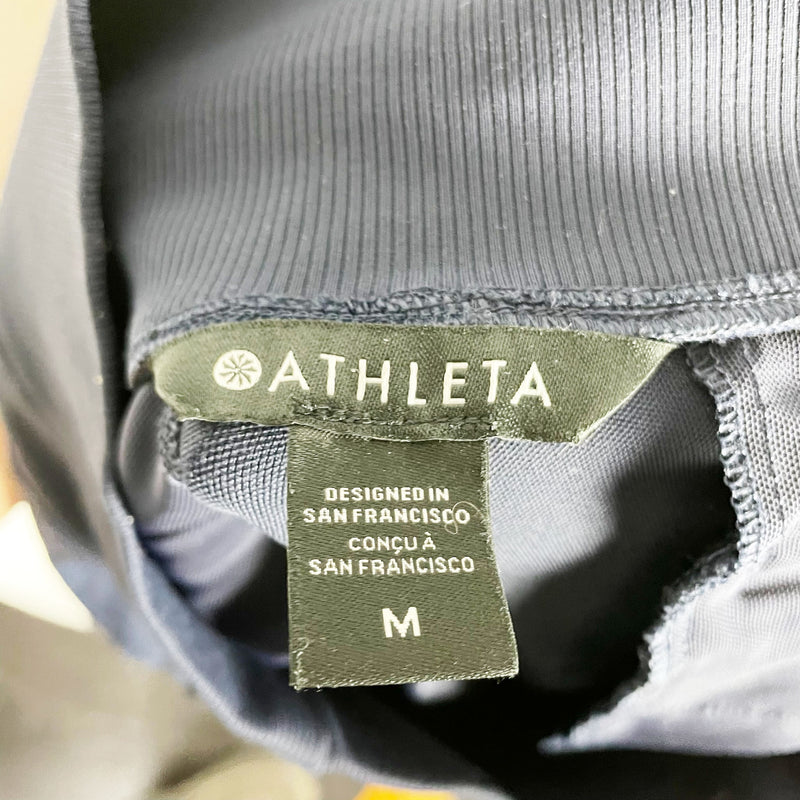 ATHLETA
DESIGNED IN
SAN FRANCISCO
CONÇU À
SAN FRANCISCO
M